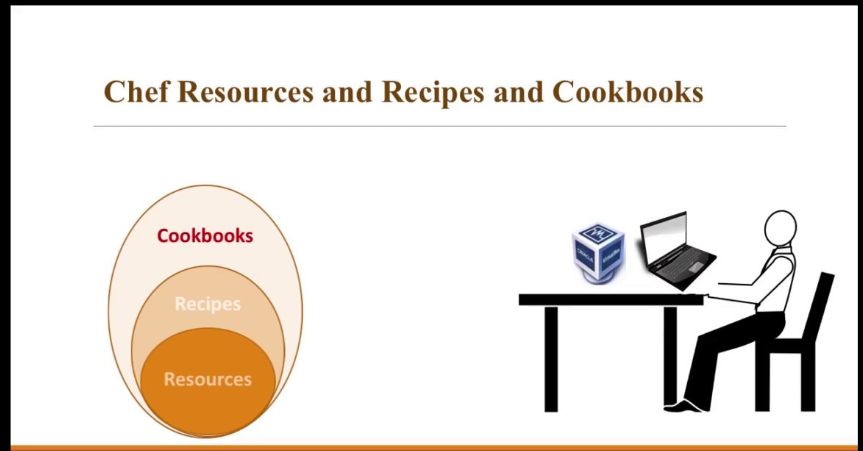 Chef Resources and Recipes and Cookbooks
Cookbooks
Recipes
Resources